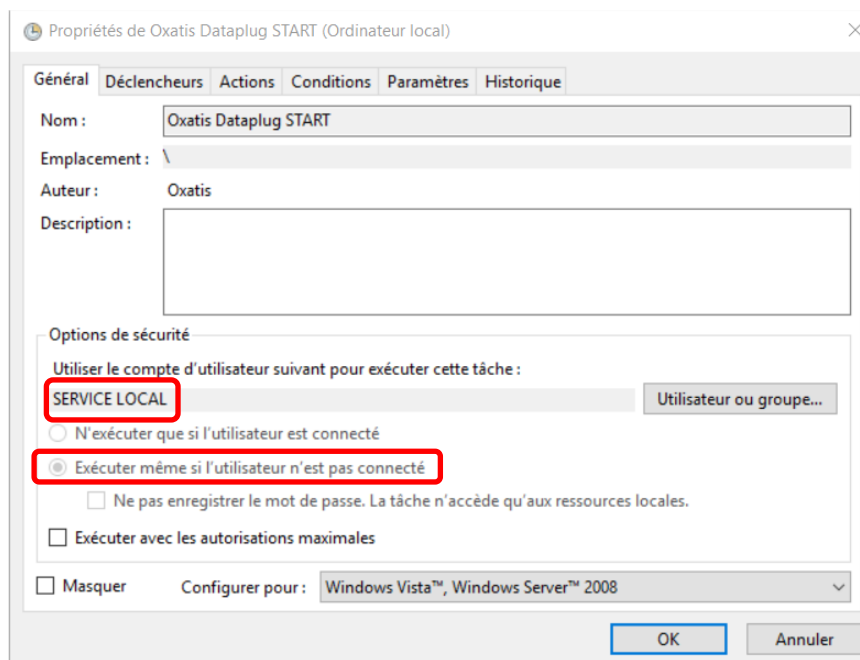 Propriétés de Oxatis Dataplug START (Ordinateur local)
Général Déclencheurs Actions Conditions Paramètres Historique
Nom : Oxatis Dataplug START
Emplacement : \
Auteur : Oxatis
Description :
Options de sécurité
Utiliser le compte d'utilisateur suivant pour exécuter cette tâche :
SERVICE LOCAL Utilisateur ou groupe...
N'exécuter que si l'utilisateur est connecté
Exécuter même si l'utilisateur n'est pas connecté
Ne pas enregistrer le mot de passe. La tâche n'accède qu'aux ressources locales.
Exécuter avec les autorisations maximales
Masquer Configurer pour : Windows Vista™, Windows Server™ 2008
OK Annuler